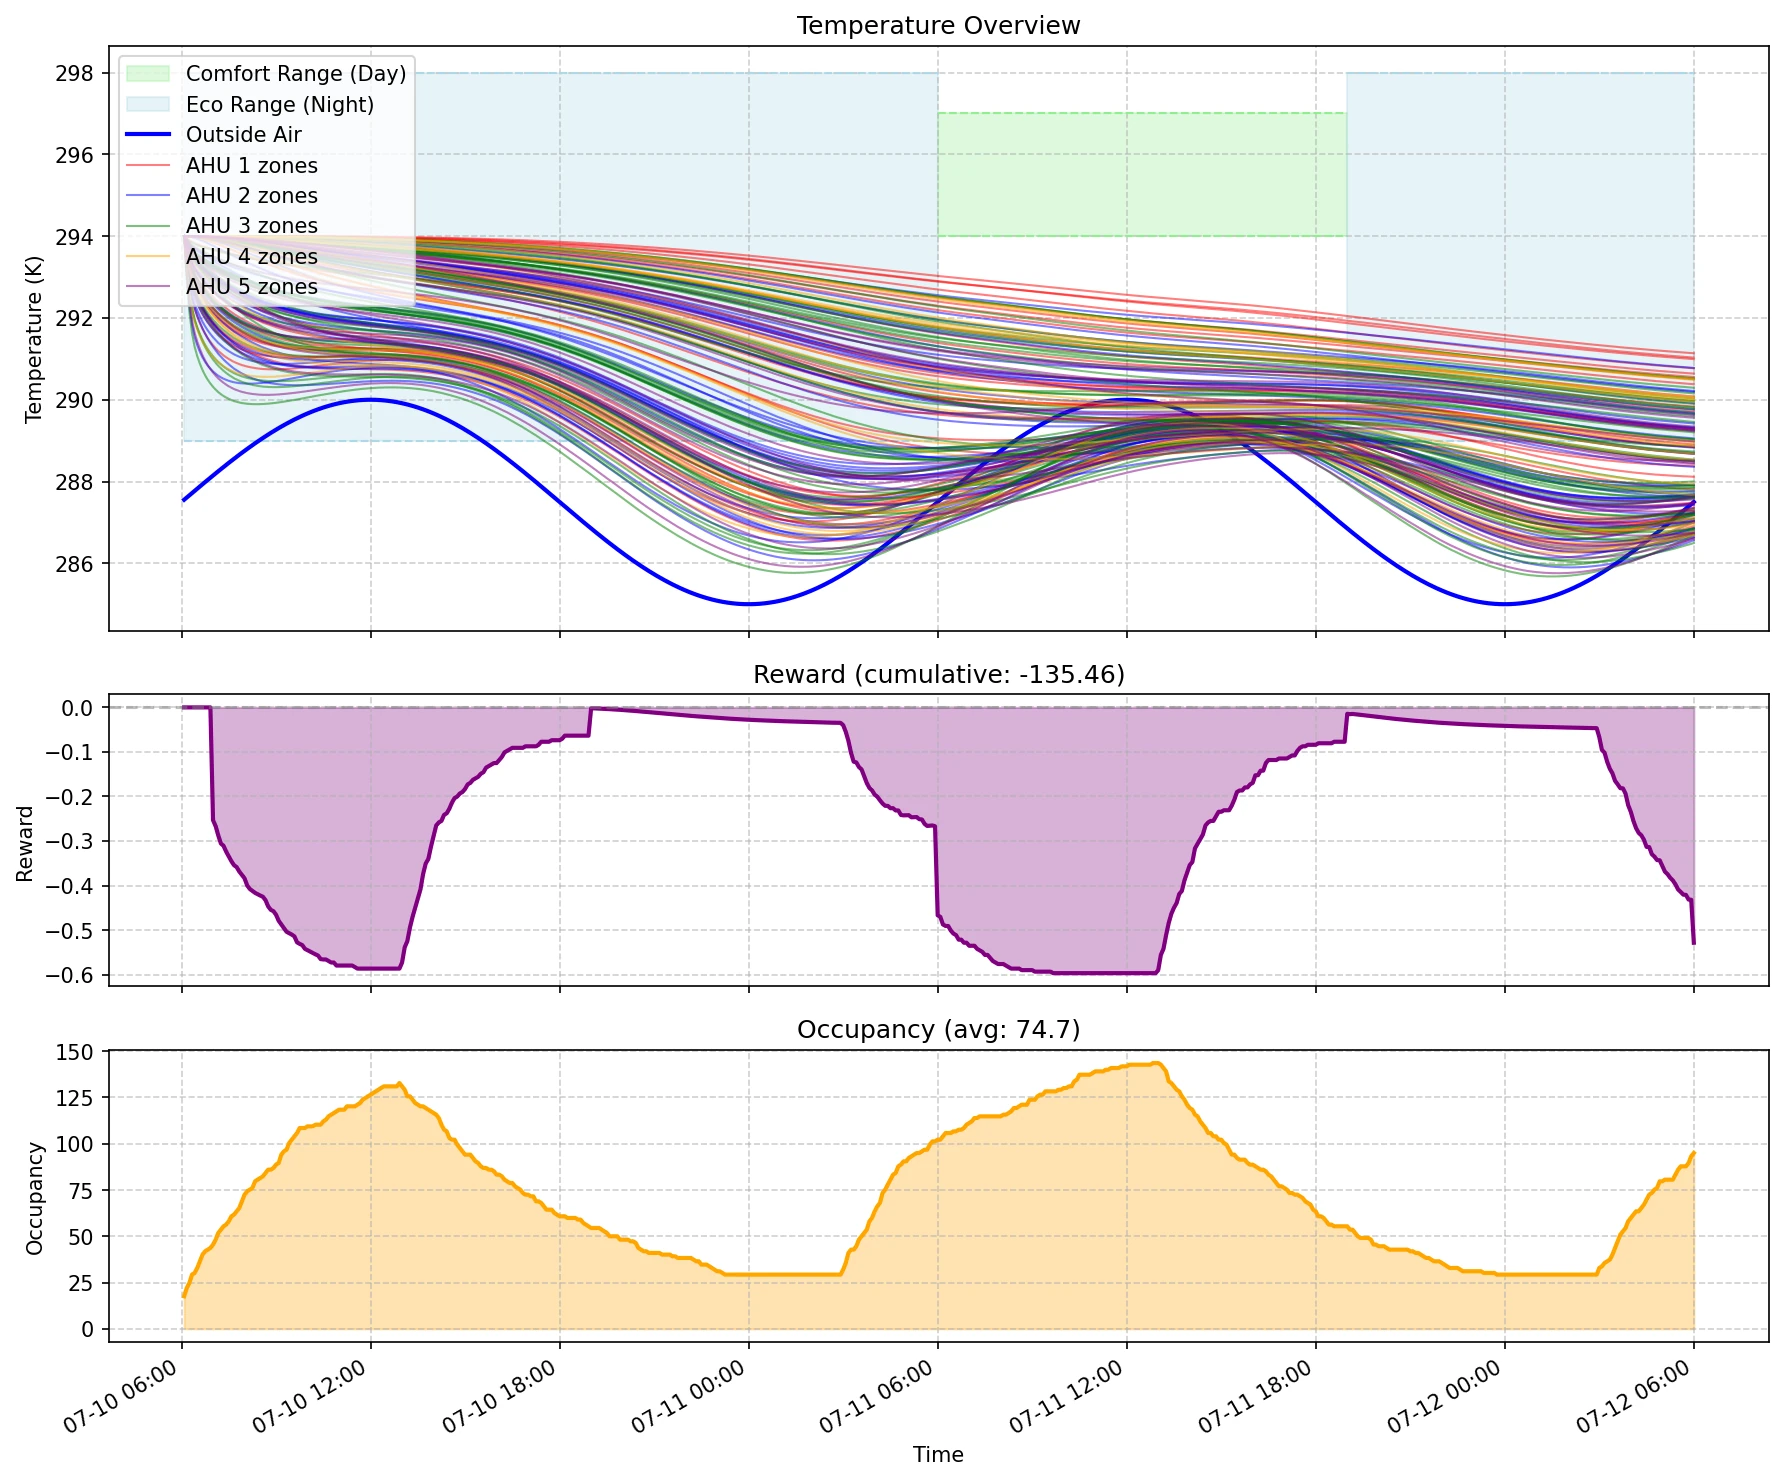 Temperature Overview
298
296
294
292
290
288
286
Temperature (K)
Comfort Range (Day)
Eco Range (Night)
Outside Air
AHU 1 zones
AHU 2 zones
AHU 3 zones
AHU 4 zones
AHU 5 zones
Reward (cumulative: -135.46)
0.0
−0.1
−0.2
−0.3
−0.4
−0.5
−0.6
Reward
Occupancy (avg: 74.7)
150
125
100
75
50
25
0
Occupancy
07-10 06:00
07-10 12:00
07-10 18:00
07-11 00:00
07-11 06:00
07-11 12:00
07-11 18:00
07-12 00:00
07-12 06:00
Time